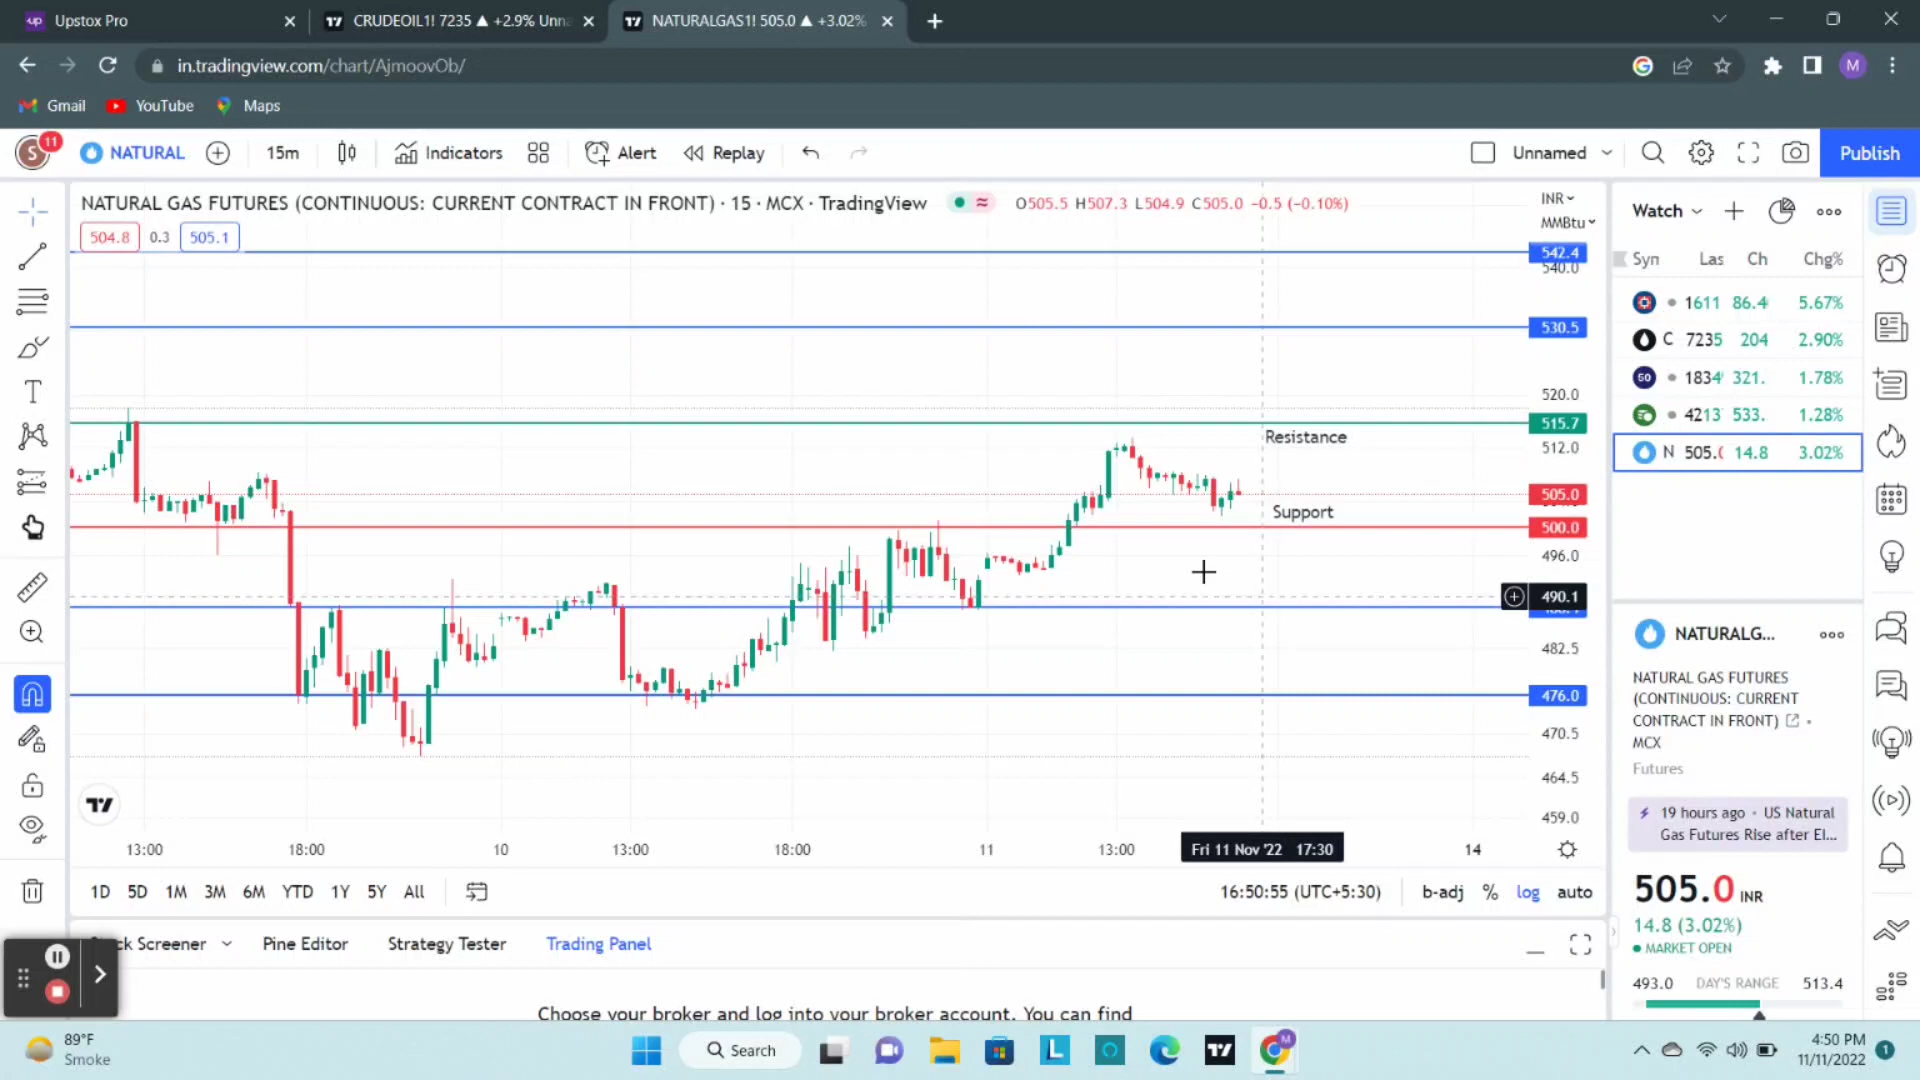 Upstox Pro
CRUDEOIL1! 7235 ▲ +2.9% Unna
NATURALGAS1! 505.0 ▲ +3.02%
in.tradingview.com/chart/AjmoovOb/
M
Gmail YouTube Maps
S 11 NATURAL 15m Indicators Alert Replay Unnamed Publish
NATURAL GAS FUTURES (CONTINUOUS: CURRENT CONTRACT IN FRONT) · 15 · MCX · TradingView
O505.5 H507.3 L504.9 C505.0 −0.5 (−0.10%)
504.8 0.3 505.1
INR
MMBtu
542.4
540.0
530.5
520.0
515.7
Resistance
512.0
505.0
Support
500.0
496.0
490.1
482.5
476.0
470.5
464.5
459.0
13:00 18:00 10 13:00 18:00 11 13:00 Fri 11 Nov '22 17:30 14
1D 5D 1M 3M 6M YTD 1Y 5Y All
16:50:55 (UTC+5:30) b-adj % log auto
ck Screener Pine Editor Strategy Tester Trading Panel
Choose your broker and log into your broker account. You can find
Watch
Syn Las Ch Chg%
1611 86.4 5.67%
C 7235 204 2.90%
50 1834 321. 1.78%
4213 533. 1.28%
N 505.0 14.8 3.02%
NATURALG...
NATURAL GAS FUTURES
(CONTINUOUS: CURRENT
CONTRACT IN FRONT)
MCX
Futures
19 hours ago · US Natural
Gas Futures Rise after EI...
505.0 INR
14.8 (3.02%)
MARKET OPEN
493.0 DAY'S RANGE 513.4
89°F
Smoke
Search
4:50 PM
11/11/2022
1